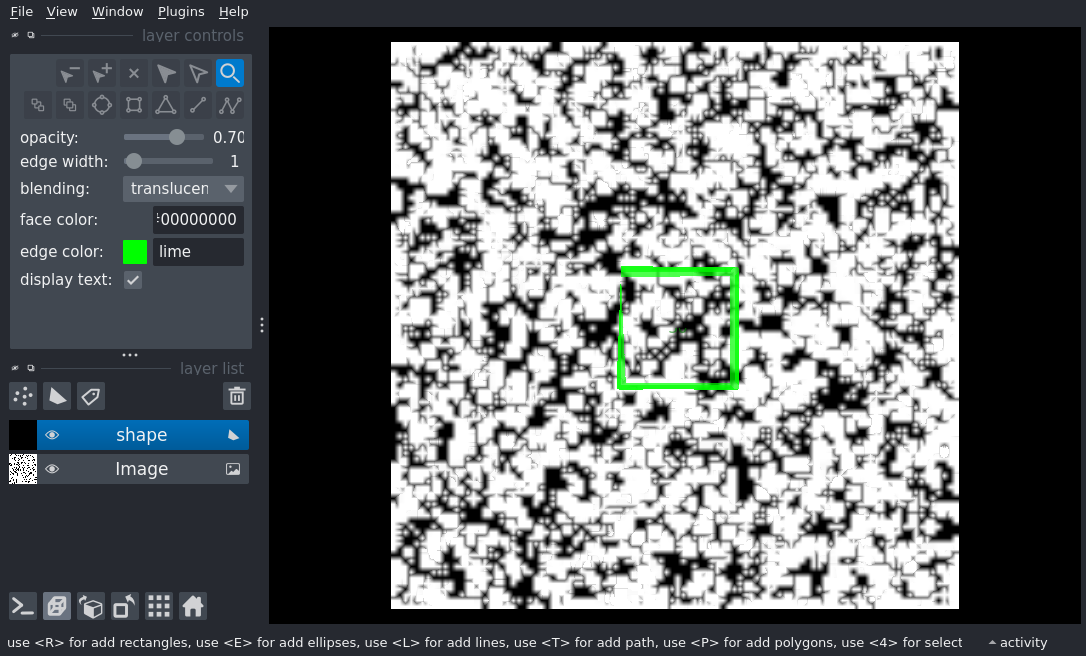 File View Window Plugins Help
layer controls
opacity: 0.70
edge width: 1
blending: translucen
face color: 00000000
edge color: lime
display text:
layer list
shape
Image
use <R> for add rectangles, use <E> for add ellipses, use <L> for add lines, use <T> for add path, use <P> for add polygons, use <4> for select
activity